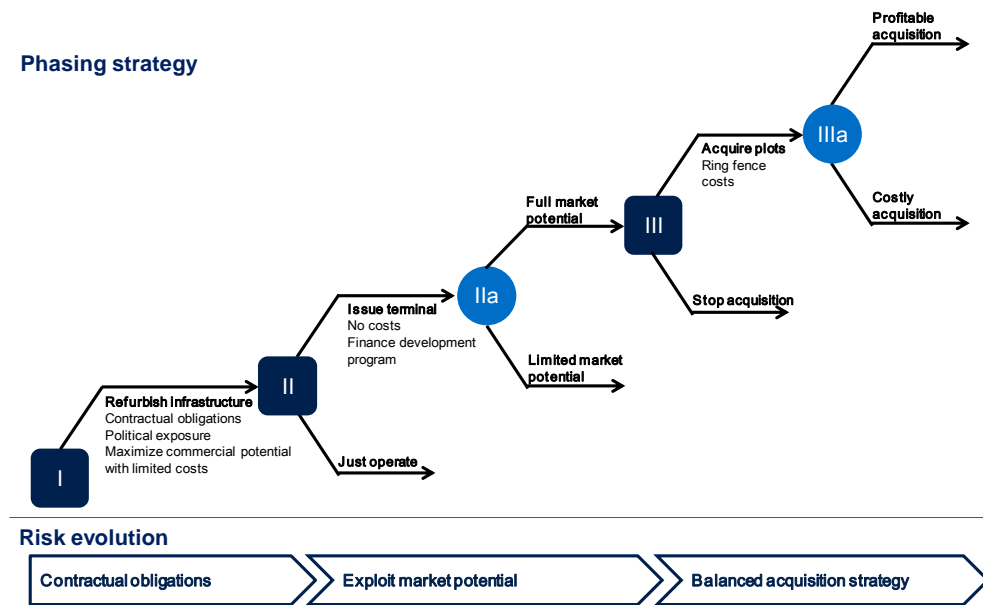 Profitable
acquisition
Phasing strategy
IIIa
Acquire plots
Ring fence
costs
Full market
potential
Costly
acquisition
III
IIa
Issue terminal
No costs
Finance development
program
Stop acquisition
Limited market
potential
II
Refurbish infrastructure
Contractual obligations
Political exposure
Maximize commercial potential
with limited costs
Just operate
I
Risk evolution
Contractual obligations
Exploit market potential
Balanced acquisition strategy